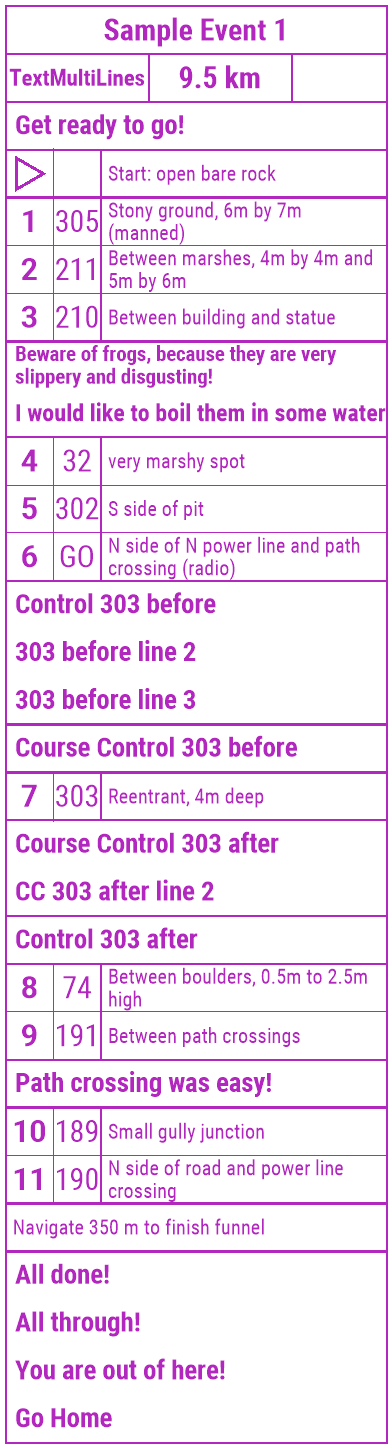 Sample Event 1
TextMultiLines 9.5 km
Get ready to go!
Start: open bare rock
1 305 Stony ground, 6m by 7m
(manned)
2 211 Between marshes, 4m by 4m and
5m by 6m
3 210 Between building and statue
Beware of frogs, because they are very
slippery and disgusting!
I would like to boil them in some water
4 32 very marshy spot
5 302 S side of pit
6 GO N side of N power line and path
crossing (radio)
Control 303 before
303 before line 2
303 before line 3
Course Control 303 before
7 303 Reentrant, 4m deep
Course Control 303 after
CC 303 after line 2
Control 303 after
8 74 Between boulders, 0.5m to 2.5m
high
9 191 Between path crossings
Path crossing was easy!
10 189 Small gully junction
11 190 N side of road and power line
crossing
Navigate 350 m to finish funnel
All done!
All through!
You are out of here!
Go Home